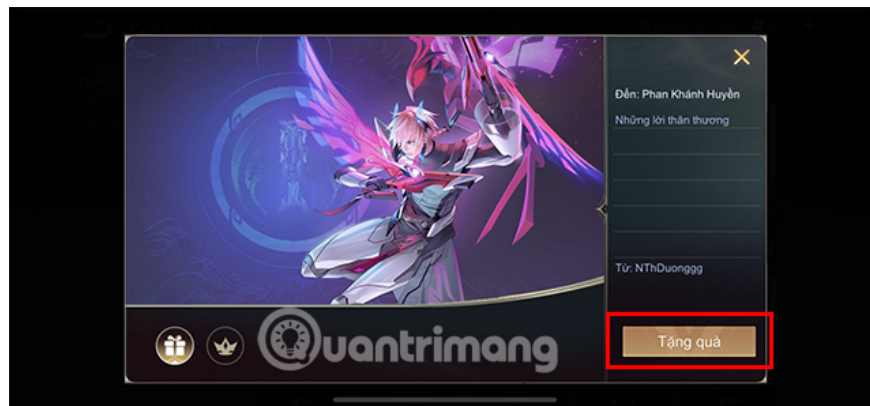 Đến: Phan Khánh Huyền
Những lời thân thương
Từ: NThDuonggg
Tặng quà
Quantrimang